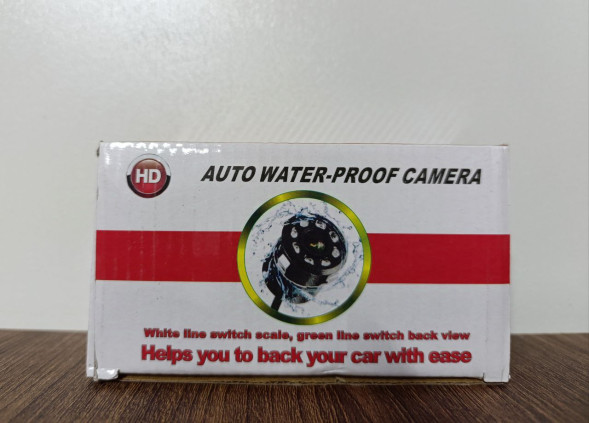 HD
AUTO WATER-PROOF CAMERA
White line switch scale, green line switch back view
Helps you to back your car with ease